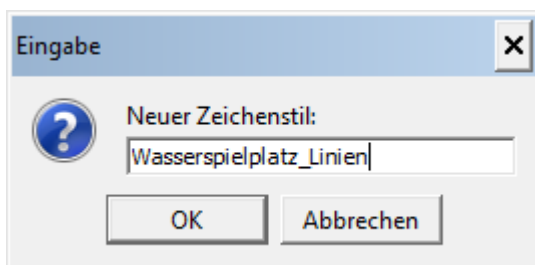 Eingabe
Neuer Zeichenstil:
Wasserspielplatz_Linien
OK Abbrechen